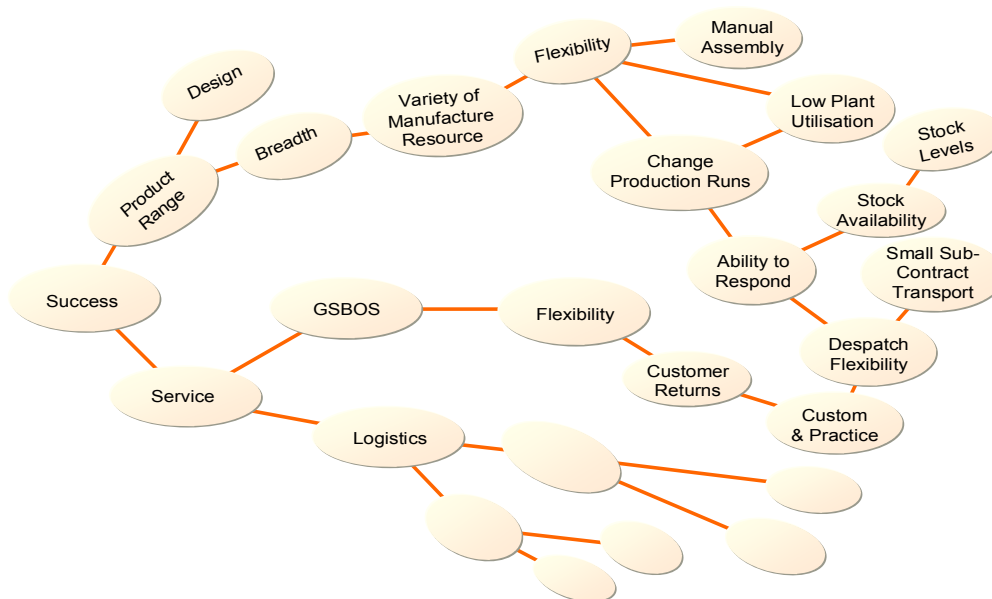 Flexibility
Manual
Assembly
Design
Variety of
Manufacture
Resource
Low Plant
Utilisation
Breadth
Stock
Levels
Change
Production Runs
Product
Range
Stock
Availability
Small Sub-
Contract
Transport
Ability to
Respond
Success
GSBOS
Flexibility
Despatch
Flexibility
Customer
Returns
Service
Custom
& Practice
Logistics